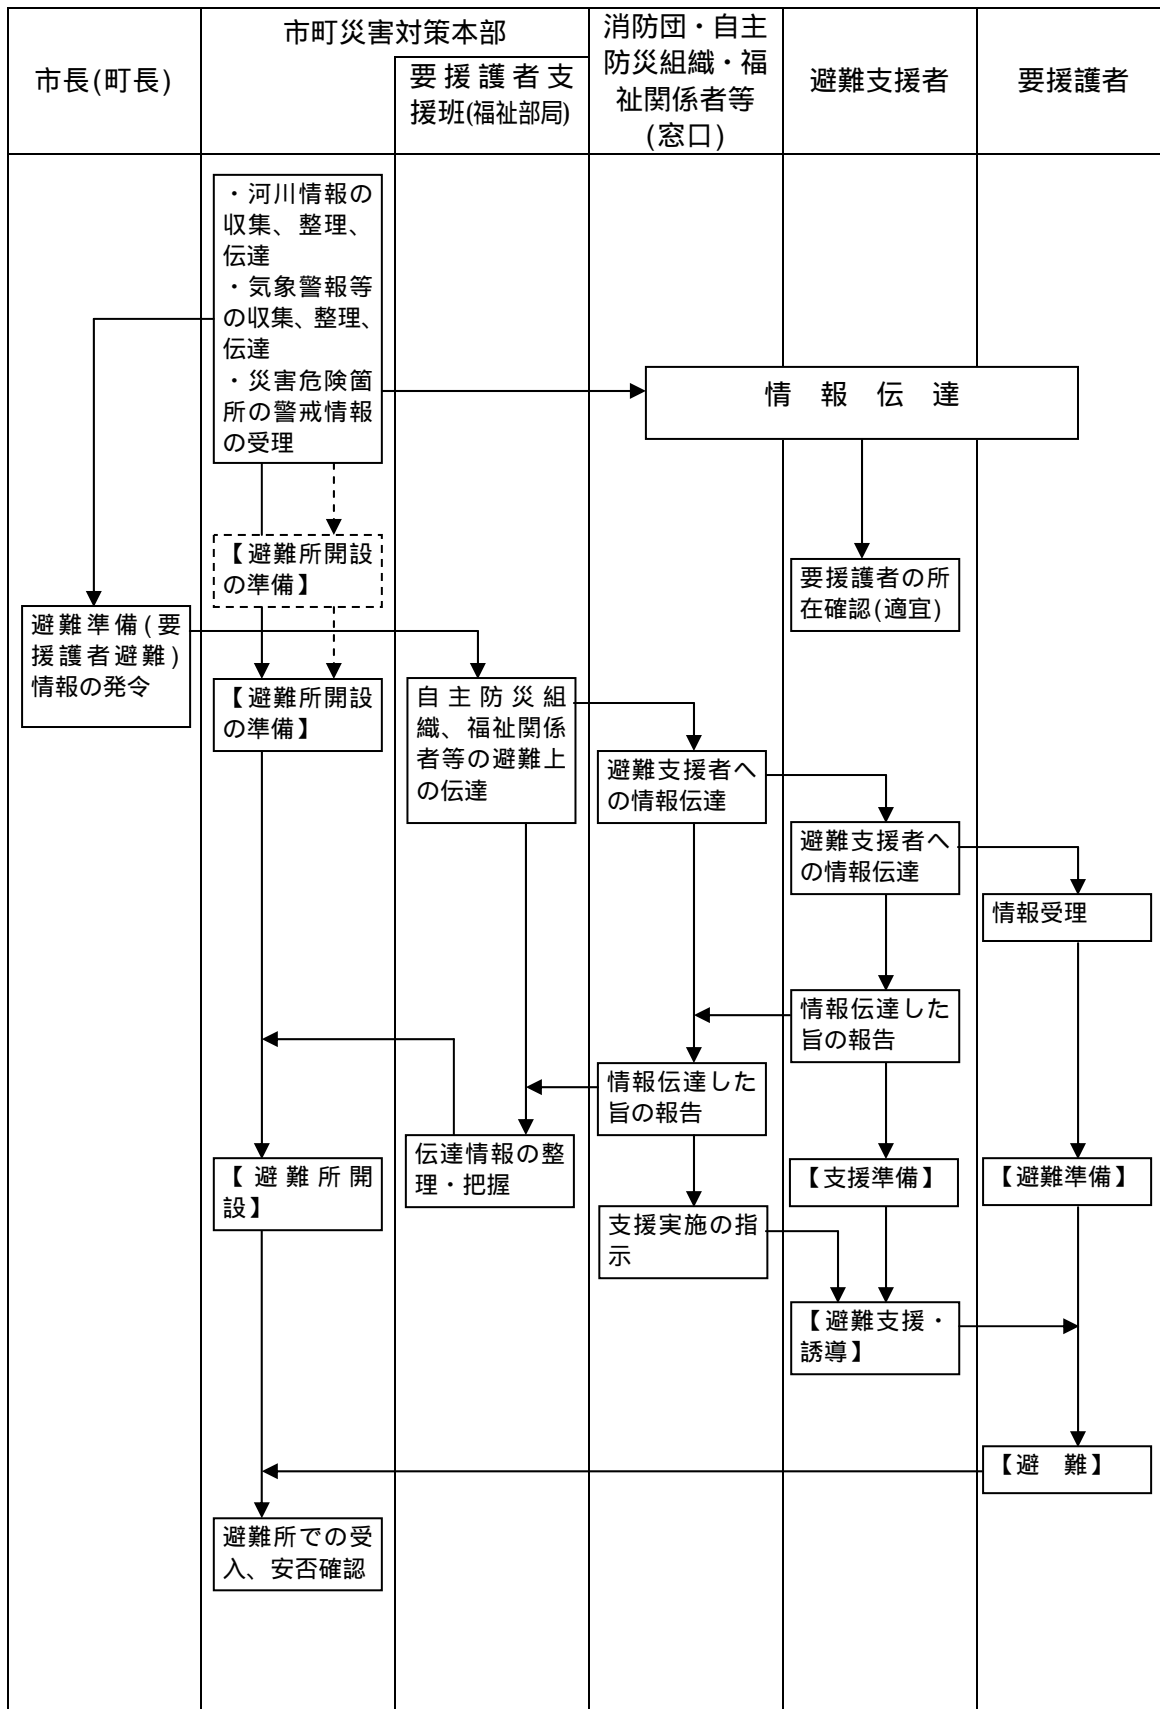 市長(町長)
市町災害対策本部
要援護者支
援班(福祉部局)
消防団・自主
防災組織・福
祉関係者等
(窓口)
避難支援者
要援護者
・河川情報の
収集、整理、
伝達
・気象警報等
の収集、整理、
伝達
・災害危険箇
所の警戒情報
の受理
情 報 伝 達
【避難所開設
の準備】
要援護者の所
在確認(適宜)
避難準備(要
援護者避難)
情報の発令
【避難所開設
の準備】
自主防災組
織、福祉関係
者等の避難上
の伝達
避難支援者へ
の情報伝達
避難支援者へ
の情報伝達
情報受理
情報伝達した
旨の報告
情報伝達した
旨の報告
伝達情報の整
理・把握
【避難所開
設】
【支援準備】
【避難準備】
支援実施の指
示
【避難支援・
誘導】
【避 難】
避難所での受
入、安否確認